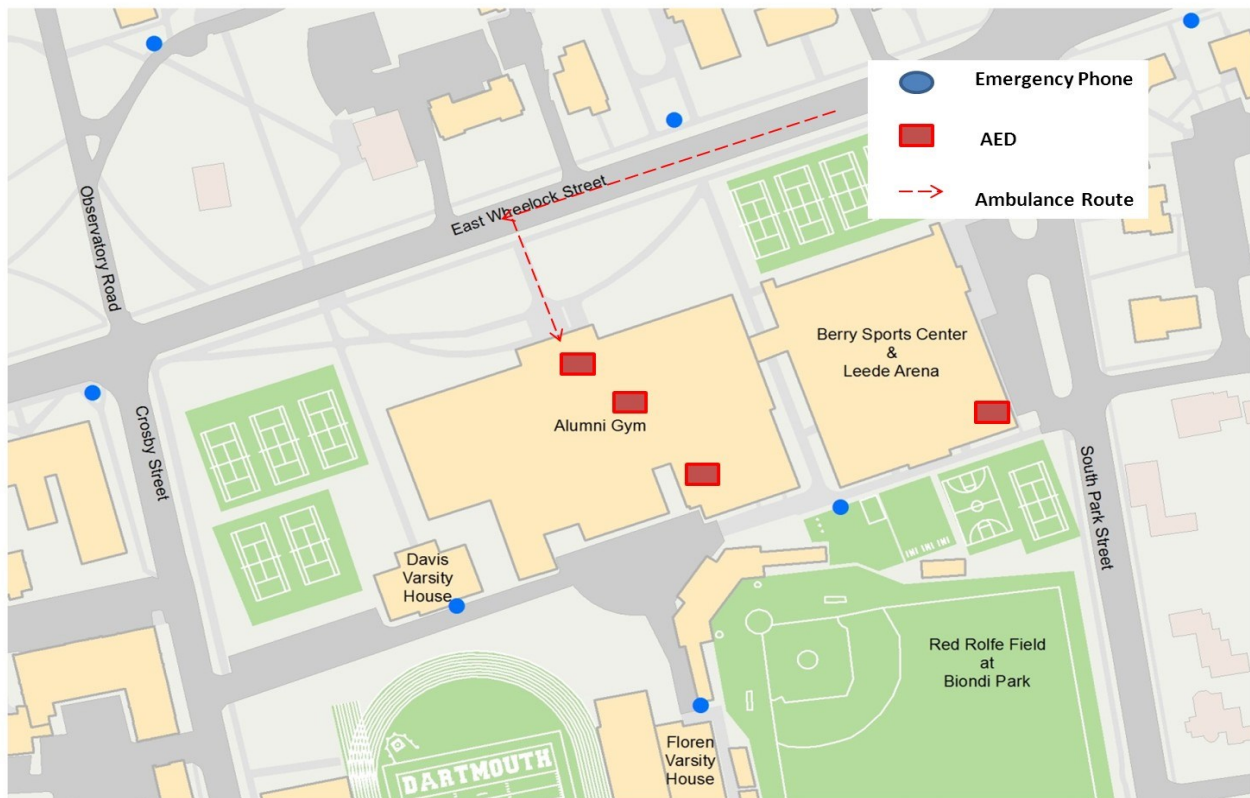 Emergency Phone
AED
Ambulance Route
East Wheelock Street
Observatory Road
Berry Sports Center
&
Leede Arena
Alumni Gym
Crosby Street
South Park Street
Davis
Varsity
House
Red Rolfe Field
at
Biondi Park
Floren
Varsity
House
DARTMOUTH